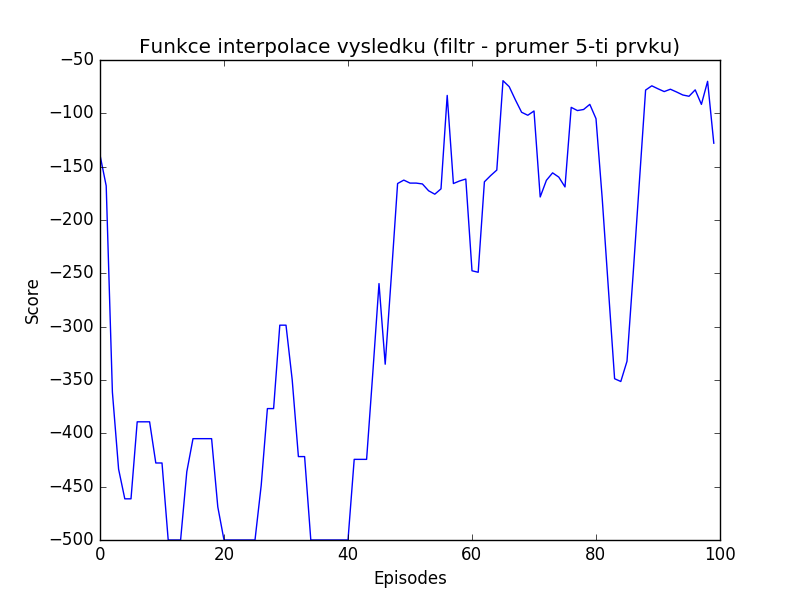 Funkce interpolace vysledku (filtr - prumer 5-ti prvku)
−50
−100
−150
−200
−250
−300
−350
−400
−450
−500
Score
0 20 40 60 80 100
Episodes